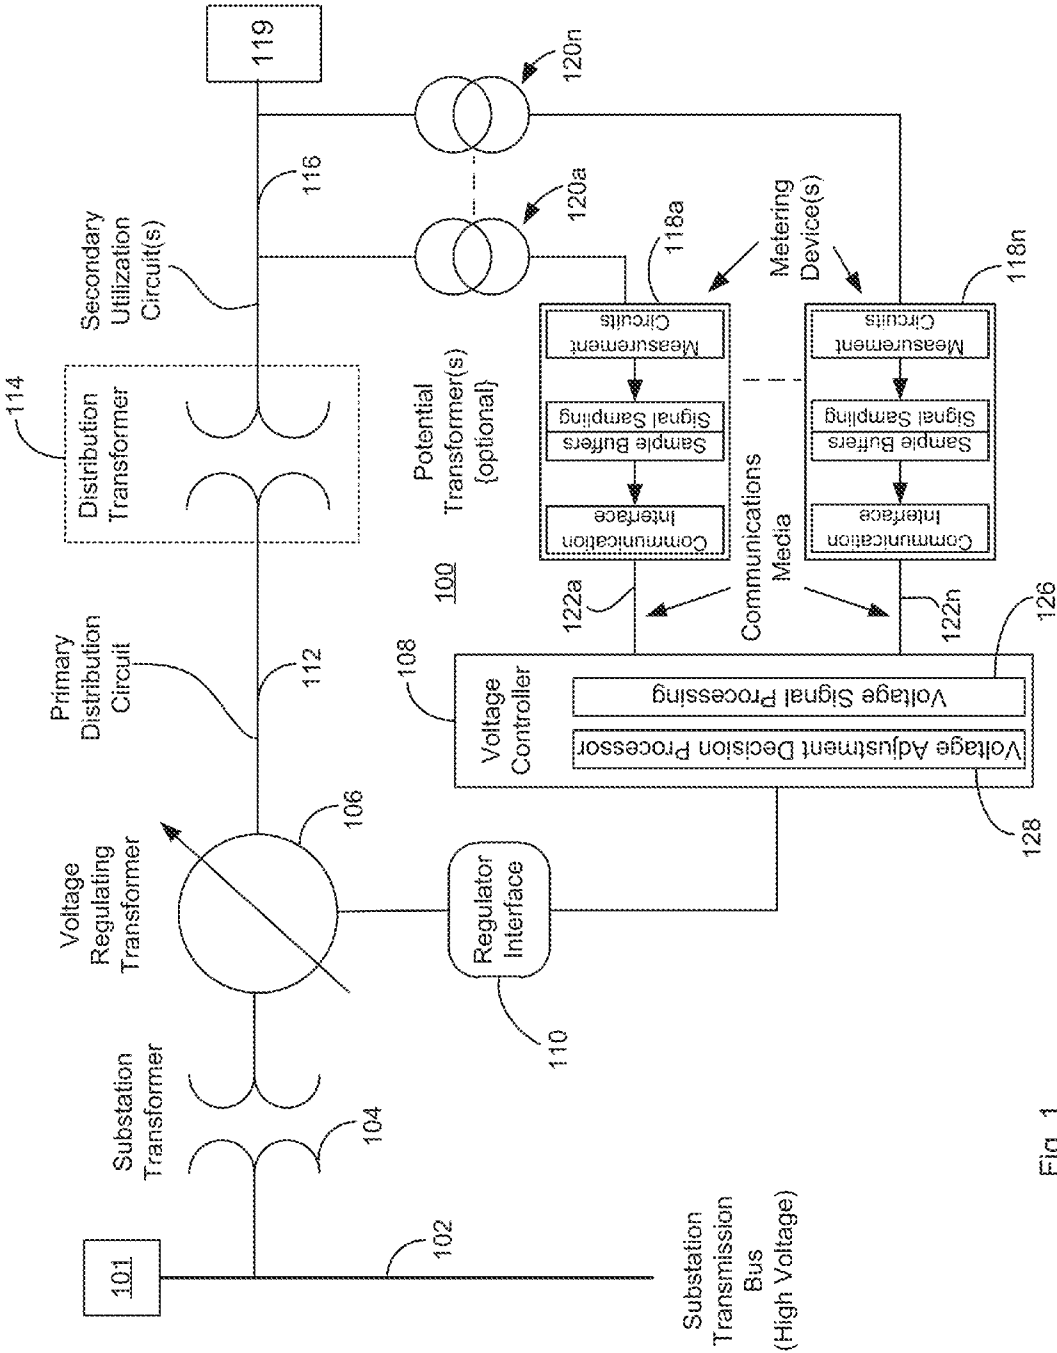 101
102
Substation
Transmission
Bus
(High Voltage)
Substation
Transformer
104
Voltage
Regulating
Transformer
106
Regulator
Interface
110
Primary
Distribution
Circuit
112
Voltage
Controller
108
Voltage Signal Processing
Voltage Adjustment Decision Processor
126
128
100
Distribution
Transformer
114
Secondary
Utilization
Circuit(s)
116
119
Potential
Transformer(s)
{optional}
120a
120n
Measurement
Circuits
Signal Sampling
Sample Buffers
Communication
Interface
118a
Measurement
Circuits
Signal Sampling
Sample Buffers
Communication
Interface
118n
Metering
Device(s)
Communications
Media
122a
122n
Fig. 1